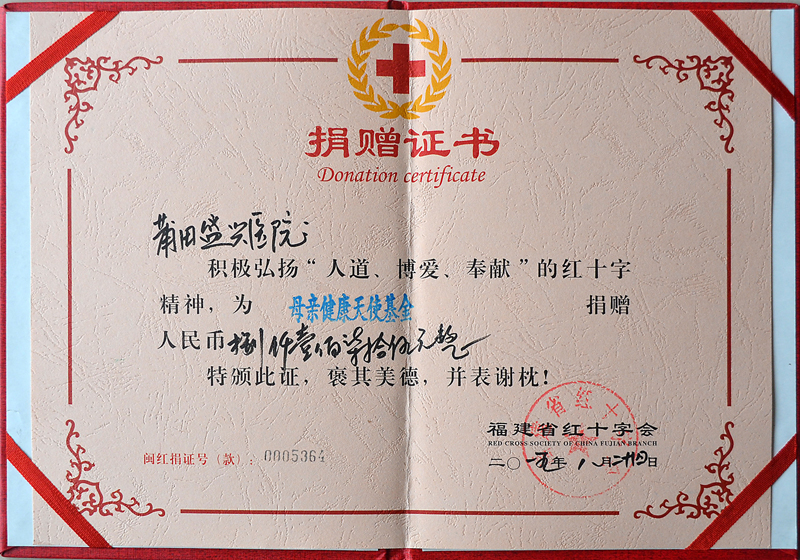 捐赠证书
Donation certificate
莆田盛兴医院：
积极弘扬“人道、博爱、奉献”的红十字
精神，为 母亲健康天使基金 捐赠
人民币捌仟壹佰柒拾伍元整
特颁此证，褒其美德，并表谢忱！
福建省红十字会
RED CROSS SOCIETY OF CHINA FUJIAN BRANCH
闽红捐证号（款）：0005364
二〇一五年 八月二十四日